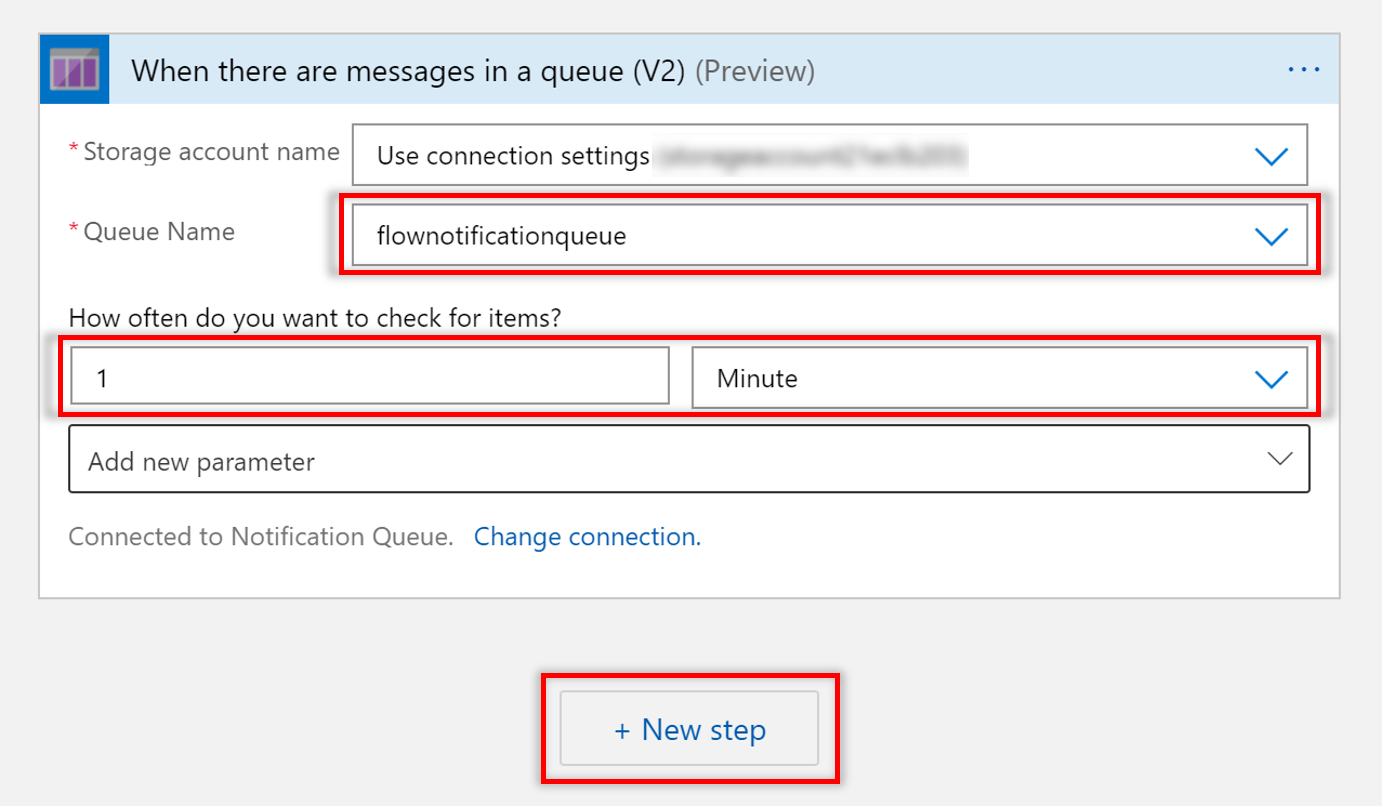 When there are messages in a queue (V2) (Preview)
* Storage account name
Use connection settings
* Queue Name
flownotificationqueue
How often do you want to check for items?
1
Minute
Add new parameter
Connected to Notification Queue. Change connection.
+ New step